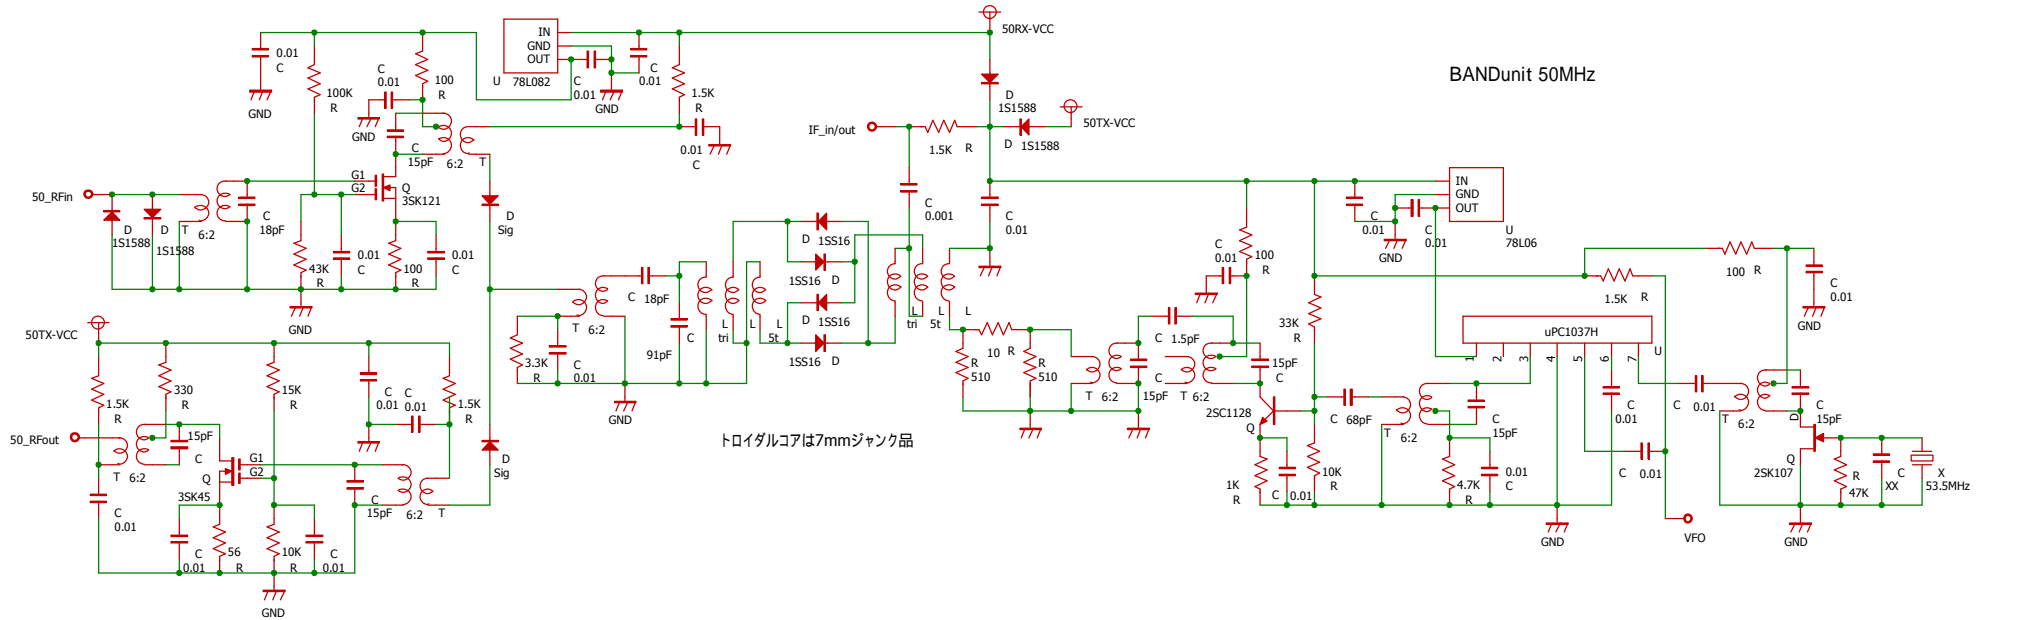 BANDunit 50MHz
50RX-VCC
IN
GND
OUT
U 78L082
0.01
C
GND
100K
R
C
0.01
100
R
GND
C
15pF
6:2
T
C
0.01
GND
C
0.01
1.5K
R
0.01
C
D
1S1588
50TX-VCC
D 1S1588
IF_in/out
1.5K R
C
0.001
C
0.01
50_RFin
D
1S1588
D
1S1588
T 6:2
C
18pF
G1
G2
Q
3SK121
43K
R
0.01
C
100
R
0.01
C
GND
D
Sig
T 6:2
3.3K
R
C
0.01
GND
C 18pF
91pF
C
L
tri
L
5t
D 1SS16
1SS16 D
D 1SS16
1SS16 D
L
tri
L
5t
L
10 R
R
510
R
510
T 6:2
C
15pF
C
1.5pF
T 6:2
15pF
C
C
0.01
100
R
2SC1128
Q
1K
R
C 0.01
33K
R
10K
R
C
68pF
T
6:2
C
15pF
4.7K
R
0.01
C
IN
GND
OUT
U
78L06
C
0.01
C
0.01
GND
1.5K
R
100 R
C
0.01
GND
uPC1037H
U
1
2
3
4
5
6
7
C
0.01
C
0.01
C 0.01
T
6:2
C
15pF
D
Q
2SK107
R
47K
C
XX
X
53.5MHz
GND
VFO
GND
50TX-VCC
1.5K
R
330
R
15K
R
C
0.01
C
0.01
1.5K
R
50_RFout
T 6:2
15pF
C
G1
G2
Q
3SK45
C
0.01
C
0.01
56
R
10K
R
C
0.01
C
15pF
6:2
T
D
Sig
GND
トロイダルコアは7mmジャンク品